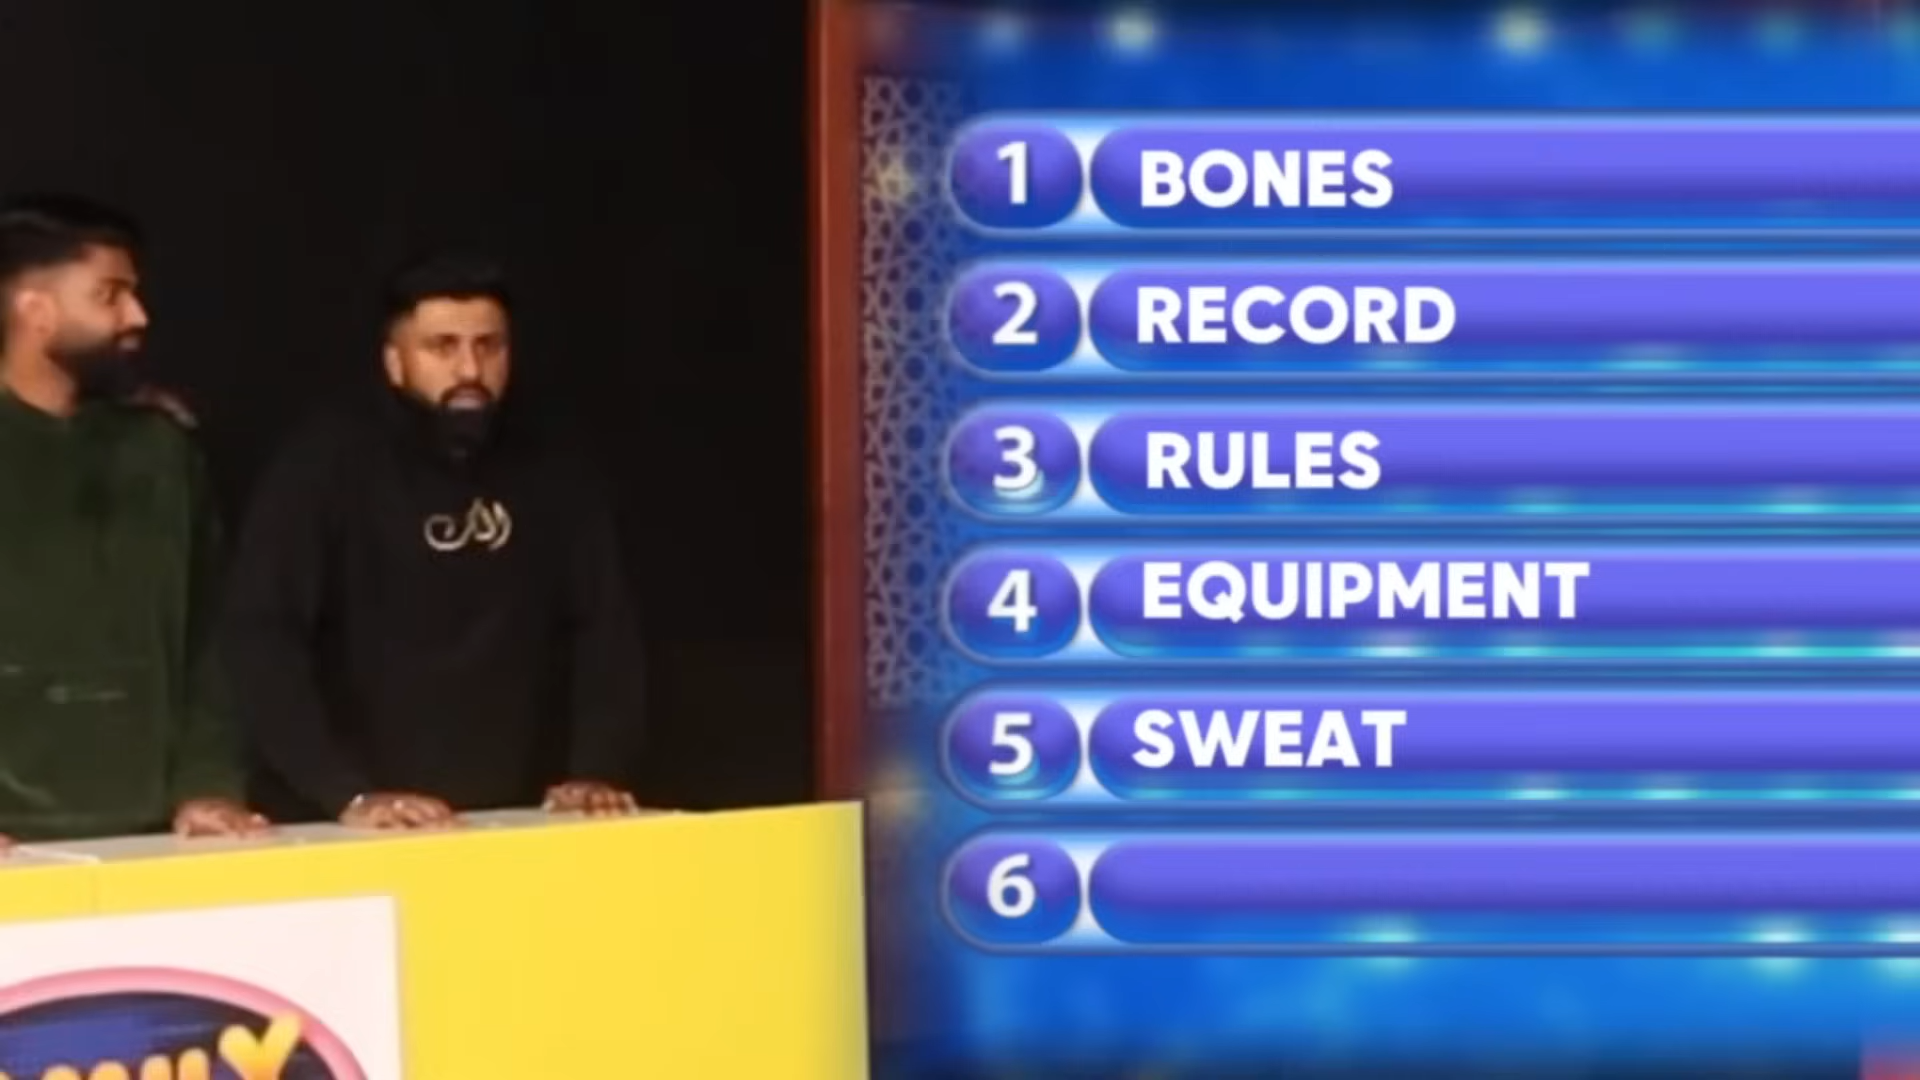 1 BONES
2 RECORD
3 RULES
4 EQUIPMENT
5 SWEAT
6